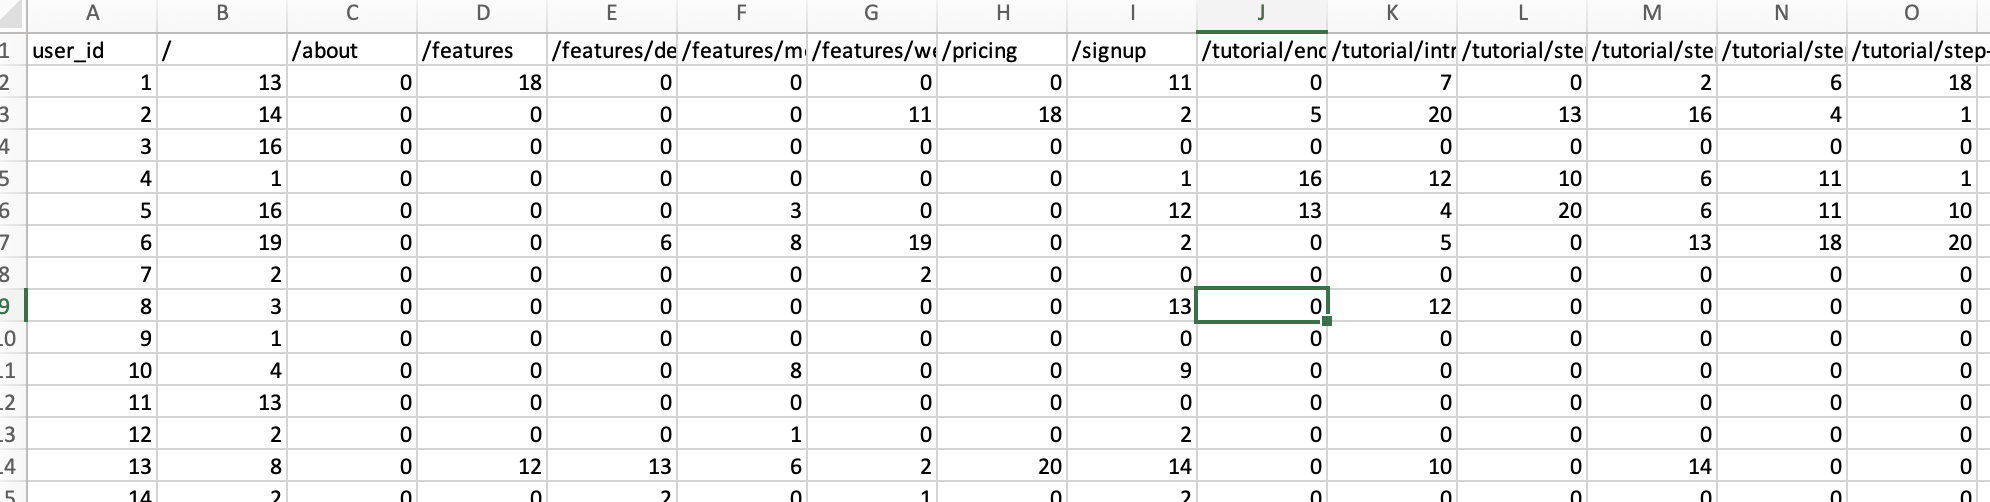 A B C D E F G H I J K L M N O
1 user_id / /about /features /features/de /features/m /features/we /pricing /signup /tutorial/end /tutorial/intr /tutorial/ste /tutorial/ste /tutorial/ste /tutorial/step-
2 1 13 0 18 0 0 0 0 11 0 7 0 2 6 18
3 2 14 0 0 0 0 11 18 2 5 20 13 16 4 1
4 3 16 0 0 0 0 0 0 0 0 0 0 0 0 0
5 4 1 0 0 0 0 0 0 1 16 12 10 6 11 1
6 5 16 0 0 0 3 0 0 12 13 4 20 6 11 10
7 6 19 0 0 6 8 19 0 2 0 5 0 13 18 20
8 7 2 0 0 0 0 2 0 0 0 0 0 0 0 0
9 8 3 0 0 0 0 0 0 13 0 12 0 0 0 0
10 9 1 0 0 0 0 0 0 0 0 0 0 0 0 0
11 10 4 0 0 0 8 0 0 9 0 0 0 0 0 0
12 11 13 0 0 0 0 0 0 0 0 0 0 0 0 0
13 12 2 0 0 0 1 0 0 2 0 0 0 0 0 0
14 13 8 0 12 13 6 2 20 14 0 10 0 14 0 0
15 14 2 0 0 2 0 1 0 2 0 0 0 0 0 0